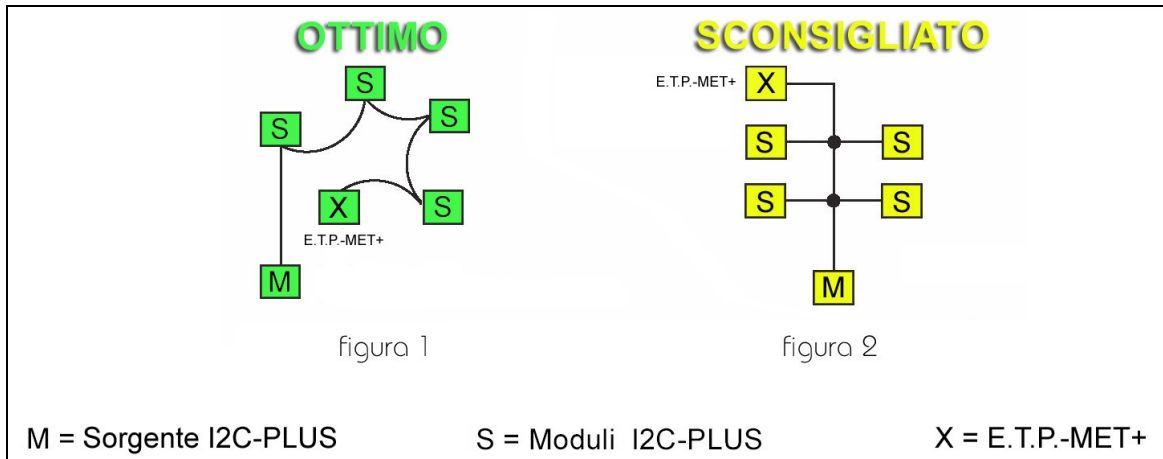 OTTIMO
S
S
S
S
X
E.T.P.-MET+
M
figura 1
SCONSIGLIATO
E.T.P.-MET+ X
S S
S S
M
figura 2
M = Sorgente I2C-PLUS
S = Moduli I2C-PLUS
X = E.T.P.-MET+